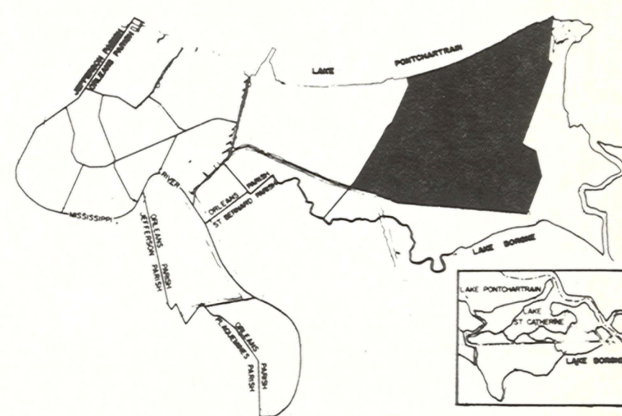 JEFFERSON PARISH
ORLEANS PARISH
LAKE PONTCHARTRAIN
MISSISSIPPI RIVER
ORLEANS PARISH
ST BERNARD PARISH
ORLEANS PARISH
JEFFERSON PARISH
LAKE BORGNE
ORLEANS PARISH
PLAQUEMINES PARISH
LAKE PONTCHARTRAIN
LAKE
ST CATHERINE
LAKE BORGNE